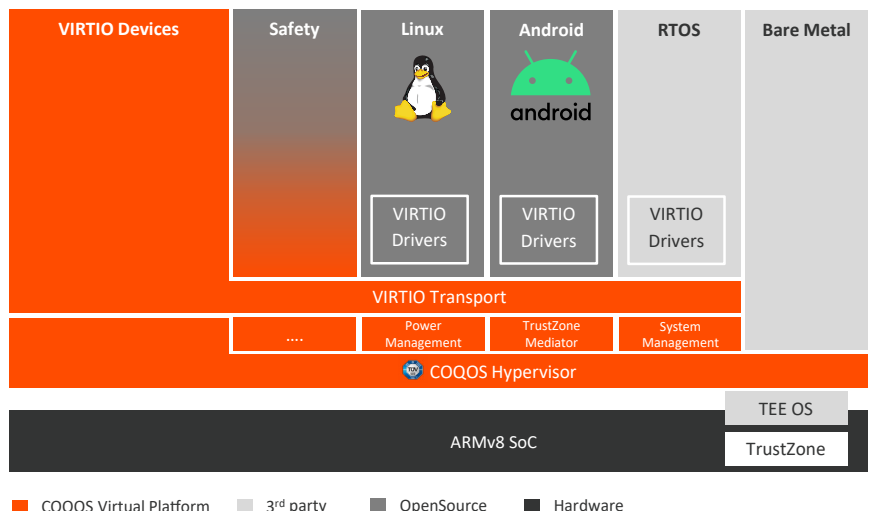 VIRTIO Devices
Safety
Linux
Android
RTOS
Bare Metal
android
VIRTIO
Drivers
VIRTIO
Drivers
VIRTIO
Drivers
VIRTIO Transport
....
Power
Management
TrustZone
Mediator
System
Management
TÜV
COQOS Hypervisor
TEE OS
ARMv8 SoC
TrustZone
COQOS Virtual Platform
3rd party
OpenSource
Hardware